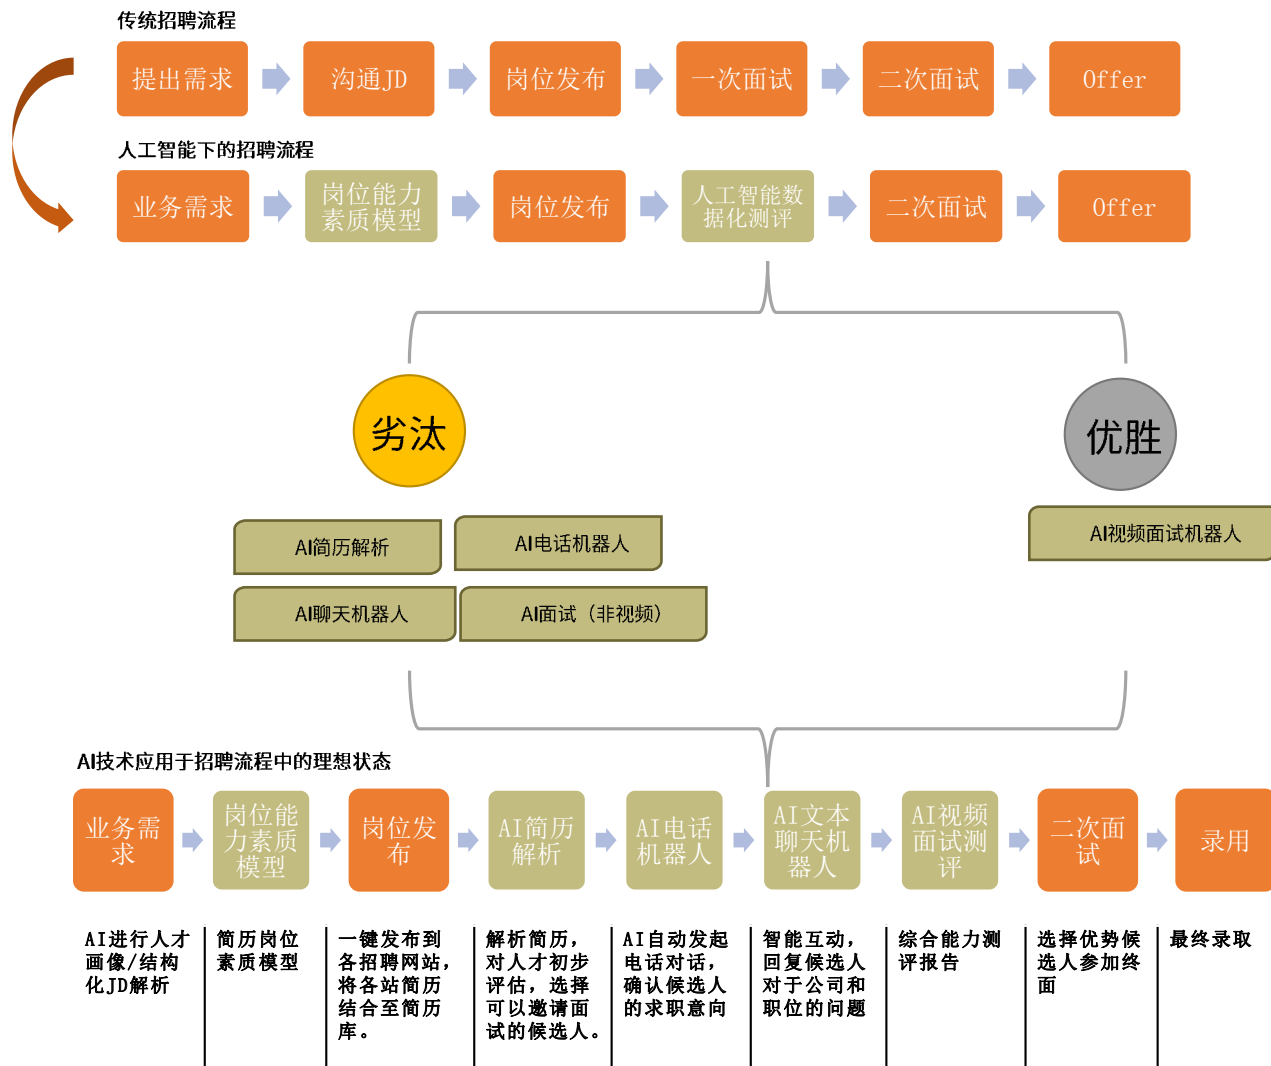 传统招聘流程
提出需求
沟通JD
岗位发布
一次面试
二次面试
Offer
人工智能下的招聘流程
业务需求
岗位能力
素质模型
岗位发布
人工智能数
据化测评
二次面试
Offer
劣汰
优胜
AI简历解析
AI电话机器人
AI视频面试机器人
AI聊天机器人
AI面试（非视频）
AI技术应用于招聘流程中的理想状态
业务需
求
岗位能
力素质
模型
岗位发
布
AI简历
解析
AI电话
机器人
AI文本
聊天机
器人
AI视频
面试测
评
二次面
试
录用
AI进行人才
画像/结构
化JD解析
简历岗位
素质模型
一键发布到
各招聘网站，
将各站简历
结合至简历
库。
解析简历，
对人才初步
评估，选择
可以邀请面
试的候选人。
AI自动发起
电话对话，
确认候选人
的求职意向
智能互动，
回复候选人
对于公司和
职位的问题
综合能力测
评报告
选择优势候
选人参加终
面
最终录取